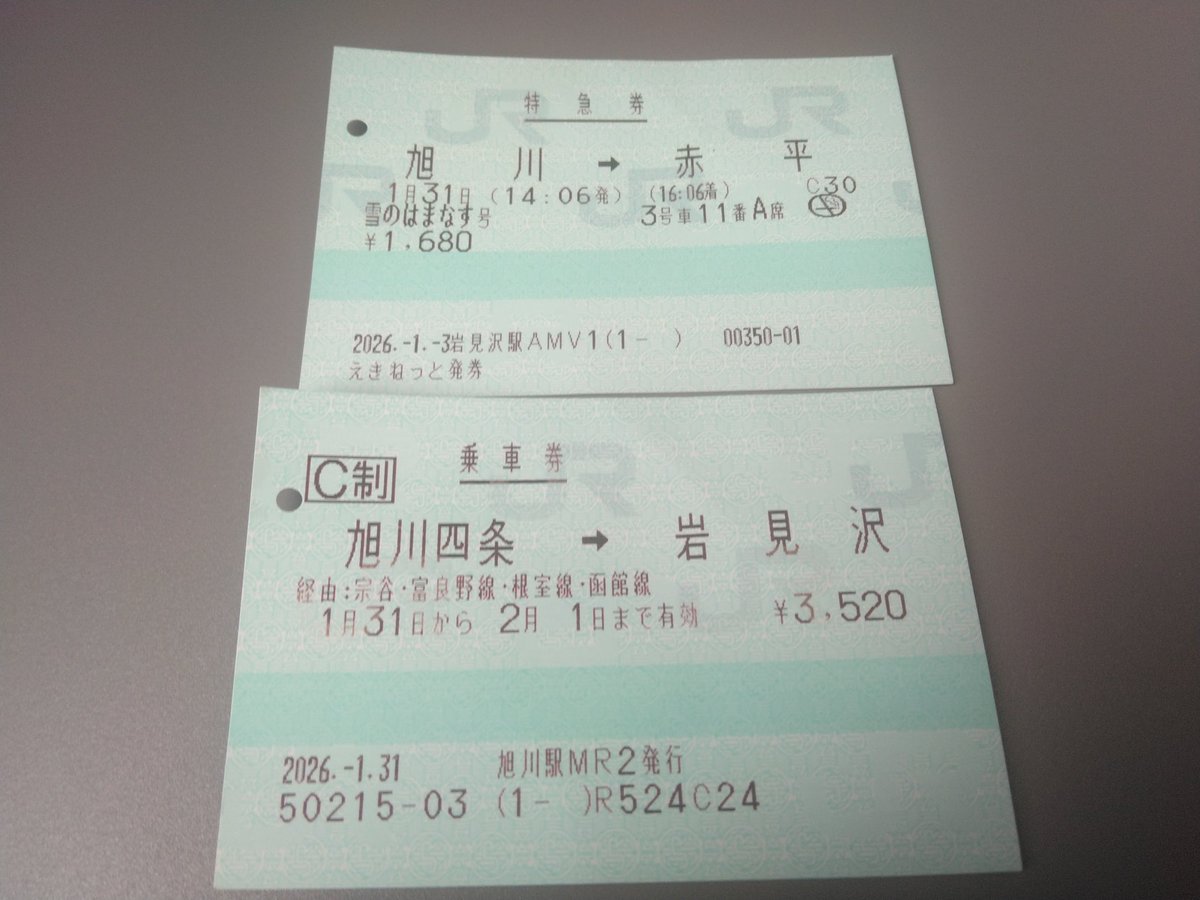 特急券
旭川 → 赤平
1月31日 (14:06発) (16:06着) C30
雪のはまなす号 3号車11番A席
¥1,680
2026.-1.-3岩見沢駅AMV1(1- ) 00350-01
えきねっと発券
C制 乗車券
旭川四条 → 岩見沢
経由:宗谷・富良野線・根室線・函館線
1月31日から 2月 1日まで有効 ¥3,520
2026.-1.31 旭川駅MR2発行
50215-03 (1- )R524C24